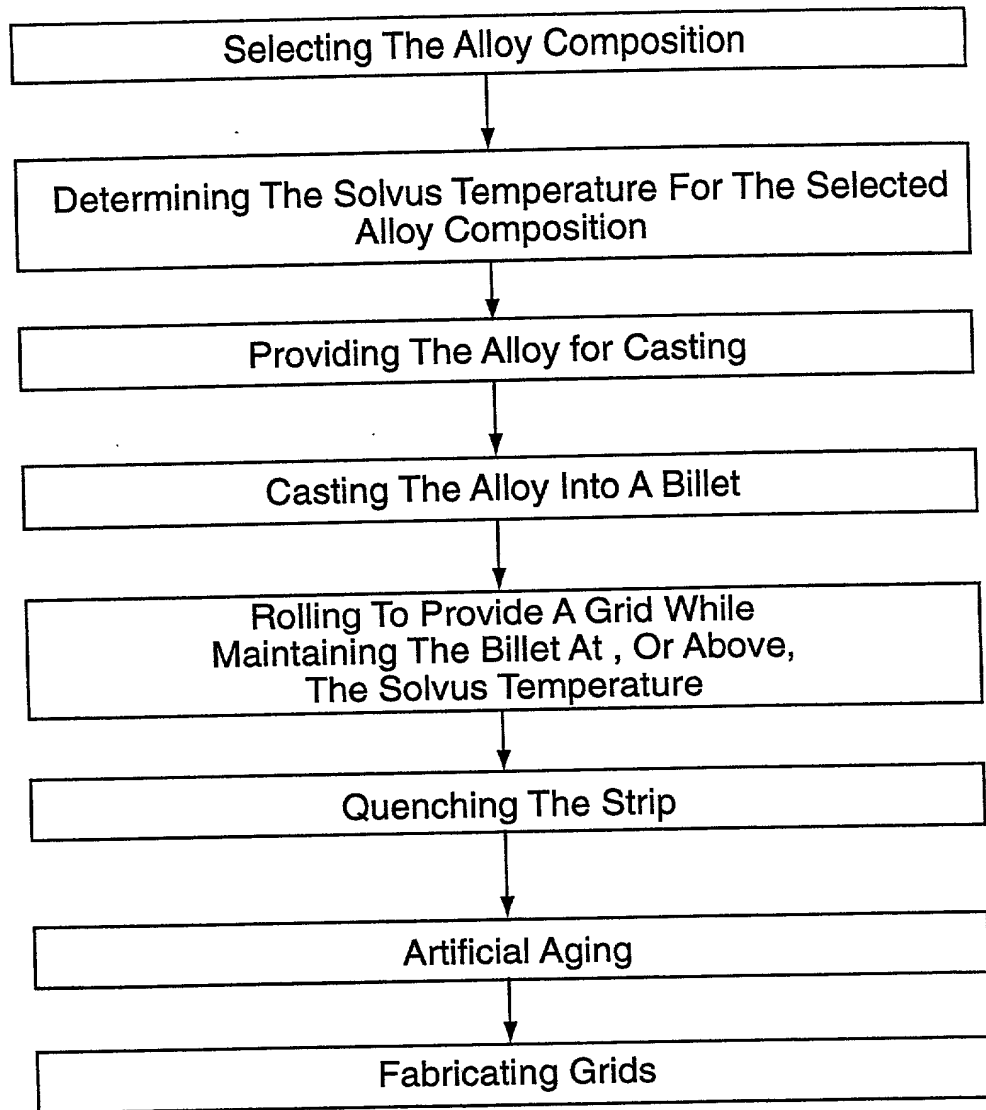 Selecting The Alloy Composition
Determining The Solvus Temperature For The Selected
Alloy Composition
Providing The Alloy for Casting
Casting The Alloy Into A Billet
Rolling To Provide A Grid While
Maintaining The Billet At , Or Above,
The Solvus Temperature
Quenching The Strip
Artificial Aging
Fabricating Grids